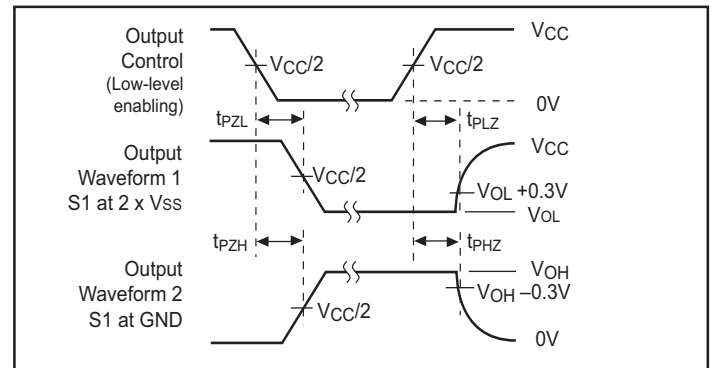 Output Control (Low-level enabling)
VCC/2
VCC/2
VCC
0V
tPZL
tPLZ
Output Waveform 1 S1 at 2 x Vss
VCC/2
VCC
VOL +0.3V
VOL
tPZH
tPHZ
Output Waveform 2 S1 at GND
VCC/2
VOH
VOH –0.3V
0V